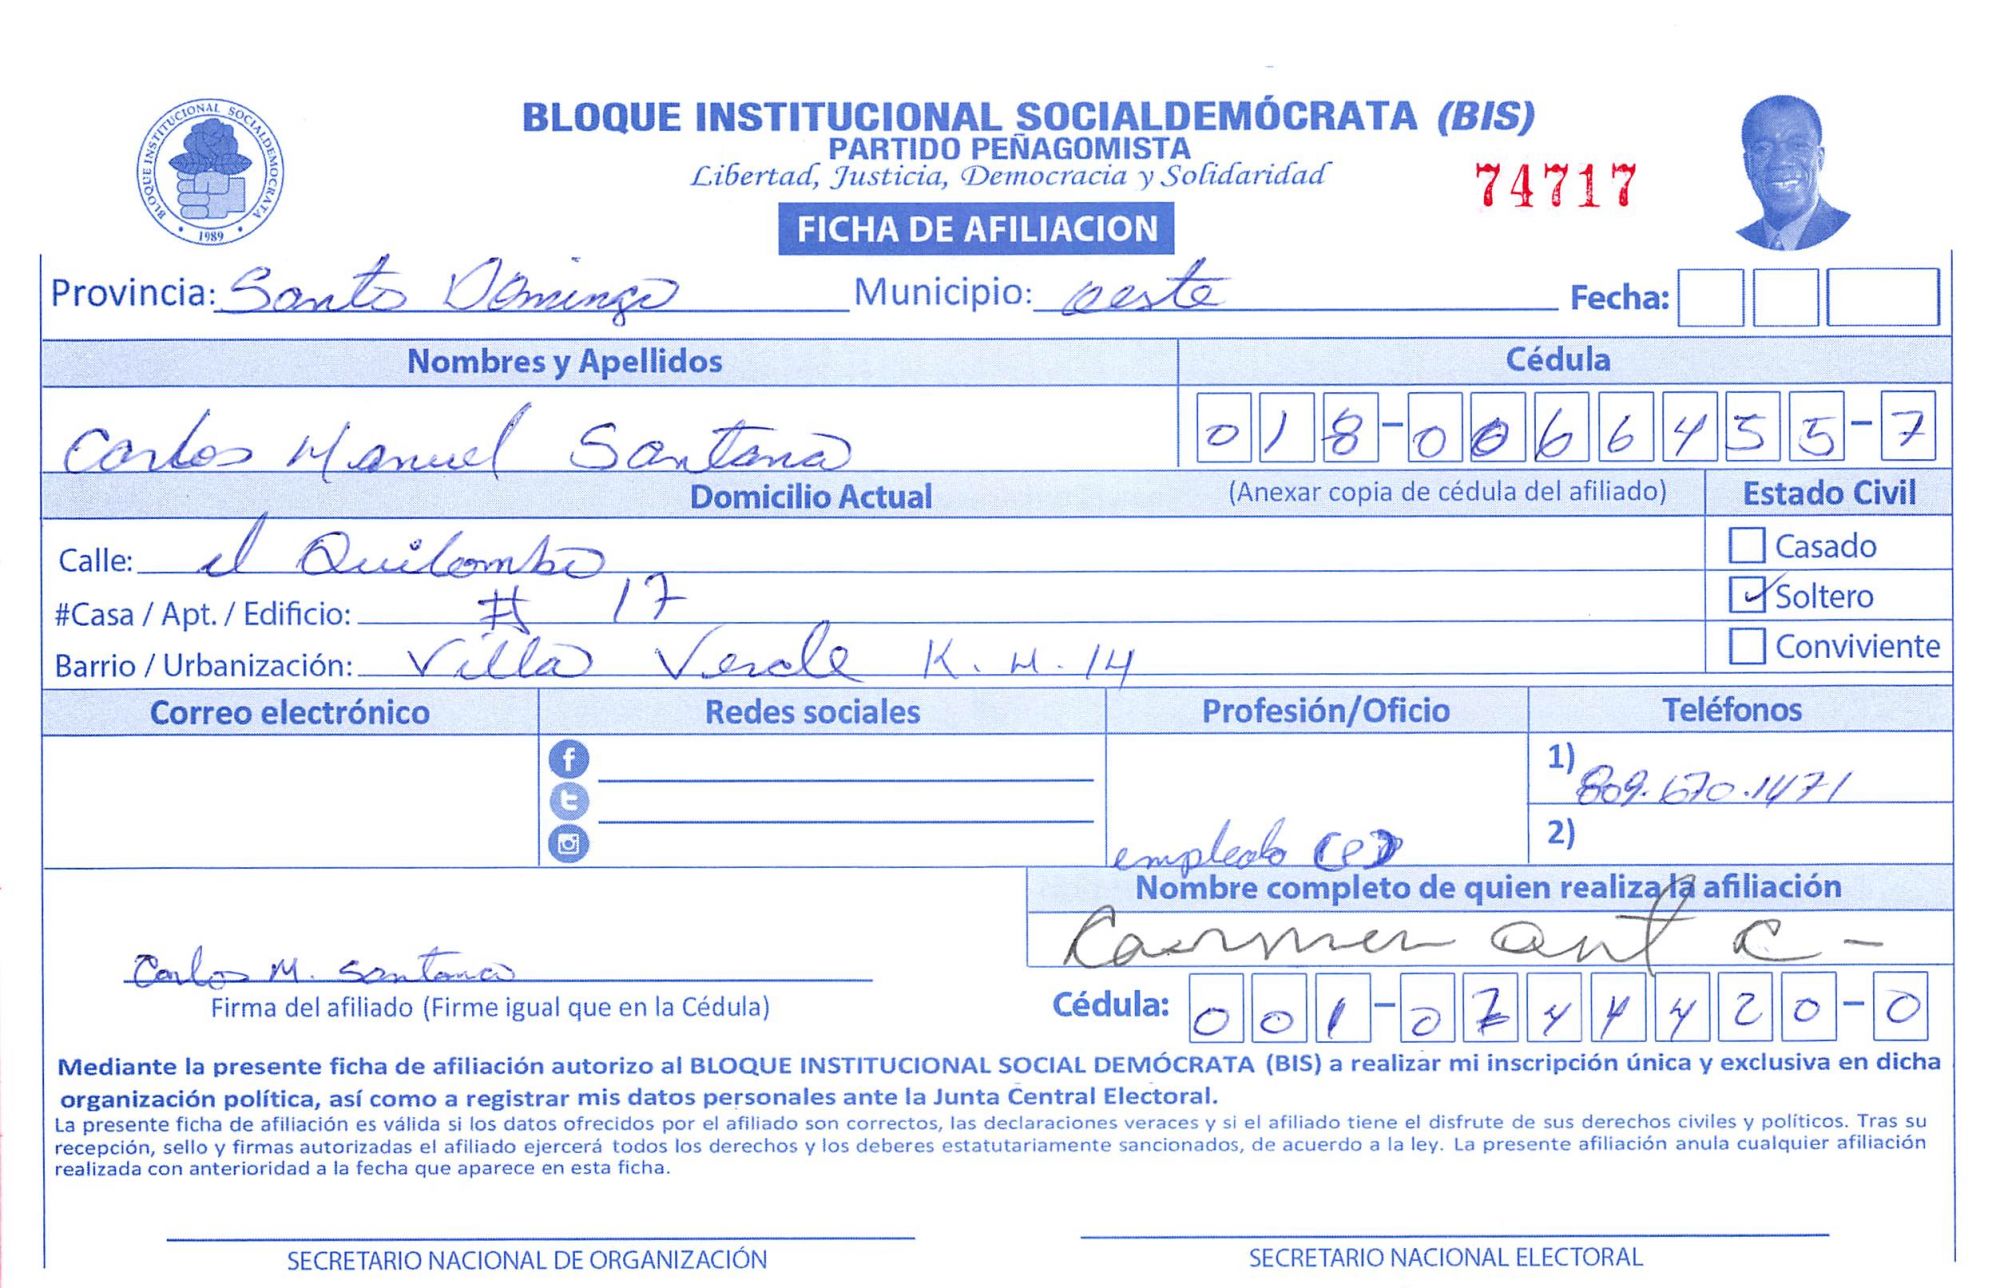 BLOQUE INSTITUCIONAL SOCIALDEMÓCRATA (BIS)
PARTIDO PEÑAGOMISTA
Libertad, Justicia, Democracia y Solidaridad
74717
BLOQUE INSTITUCIONAL SOCIALDEMOCRATA
1989
FICHA DE AFILIACION
Provincia: Santo Domingo Municipio: oeste Fecha:
Nombres y Apellidos Cédula
Carlos Manuel Santana 018-0066455-7
Domicilio Actual (Anexar copia de cédula del afiliado) Estado Civil
Calle: el Quilombo Casado
#Casa / Apt. / Edificio: # 17 Soltero
Barrio / Urbanización: Villa Verde K.M.14 Conviviente
Correo electrónico Redes sociales Profesión/Oficio Teléfonos
1) 809.670.1471
empleado (P) 2)
Nombre completo de quien realiza la afiliación
Carmen ant C-
Carlos M. Santana
Firma del afiliado (Firme igual que en la Cédula) Cédula: 001-0744420-0
Mediante la presente ficha de afiliación autorizo al BLOQUE INSTITUCIONAL SOCIAL DEMÓCRATA (BIS) a realizar mi inscripción única y exclusiva en dicha
organización política, así como a registrar mis datos personales ante la Junta Central Electoral.
La presente ficha de afiliación es válida si los datos ofrecidos por el afiliado son correctos, las declaraciones veraces y si el afiliado tiene el disfrute de sus derechos civiles y políticos. Tras su
recepción, sello y firmas autorizadas el afiliado ejercerá todos los derechos y los deberes estatutariamente sancionados, de acuerdo a la ley. La presente afiliación anula cualquier afiliación
realizada con anterioridad a la fecha que aparece en esta ficha.
SECRETARIO NACIONAL DE ORGANIZACIÓN SECRETARIO NACIONAL ELECTORAL